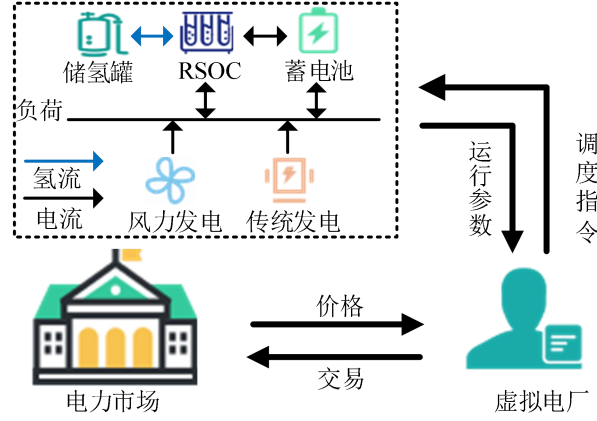 储氢罐
RSOC
蓄电池
负荷
氢流
电流
风力发电
传统发电
运行参数
调度指令
价格
交易
电力市场
虚拟电厂